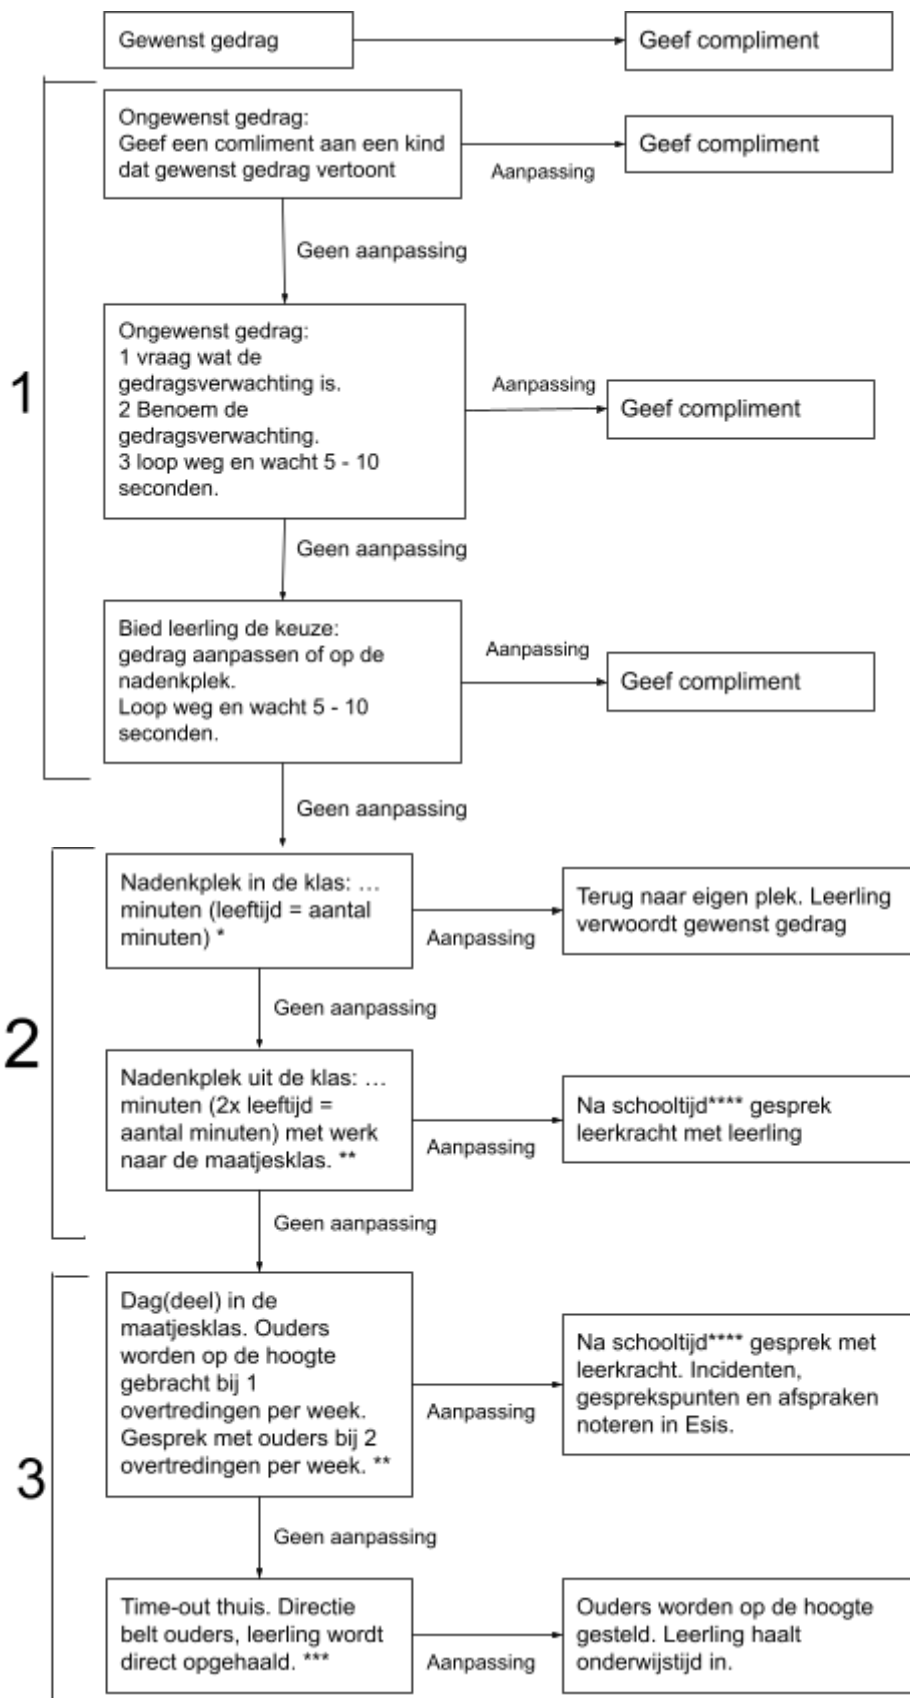 Gewenst gedrag
Geef compliment
Ongewenst gedrag:
Geef een comliment aan een kind
dat gewenst gedrag vertoont
Aanpassing
Geef compliment
Geen aanpassing
1
Ongewenst gedrag:
1 vraag wat de
gedragsverwachting is.
2 Benoem de
gedragsverwachting.
3 loop weg en wacht 5 - 10
seconden.
Aanpassing
Geef compliment
Geen aanpassing
Bied leerling de keuze:
gedrag aanpassen of op de
nadenkplek.
Loop weg en wacht 5 - 10
seconden.
Aanpassing
Geef compliment
Geen aanpassing
2
Nadenkplek in de klas: …
minuten (leeftijd = aantal
minuten) *
Aanpassing
Terug naar eigen plek. Leerling
verwoordt gewenst gedrag
Geen aanpassing
Nadenkplek uit de klas: …
minuten (2x leeftijd =
aantal minuten) met werk
naar de maatjesklas. **
Aanpassing
Na schooltijd**** gesprek
leerkracht met leerling
Geen aanpassing
3
Dag(deel) in de
maatjesklas. Ouders
worden op de hoogte
gebracht bij 1
overtredingen per week.
Gesprek met ouders bij 2
overtredingen per week. **
Aanpassing
Na schooltijd**** gesprek met
leerkracht. Incidenten,
gesprekspunten en afspraken
noteren in Esis.
Geen aanpassing
Time-out thuis. Directie
belt ouders, leerling wordt
direct opgehaald. ***
Aanpassing
Ouders worden op de hoogte
gesteld. Leerling haalt
onderwijstijd in.